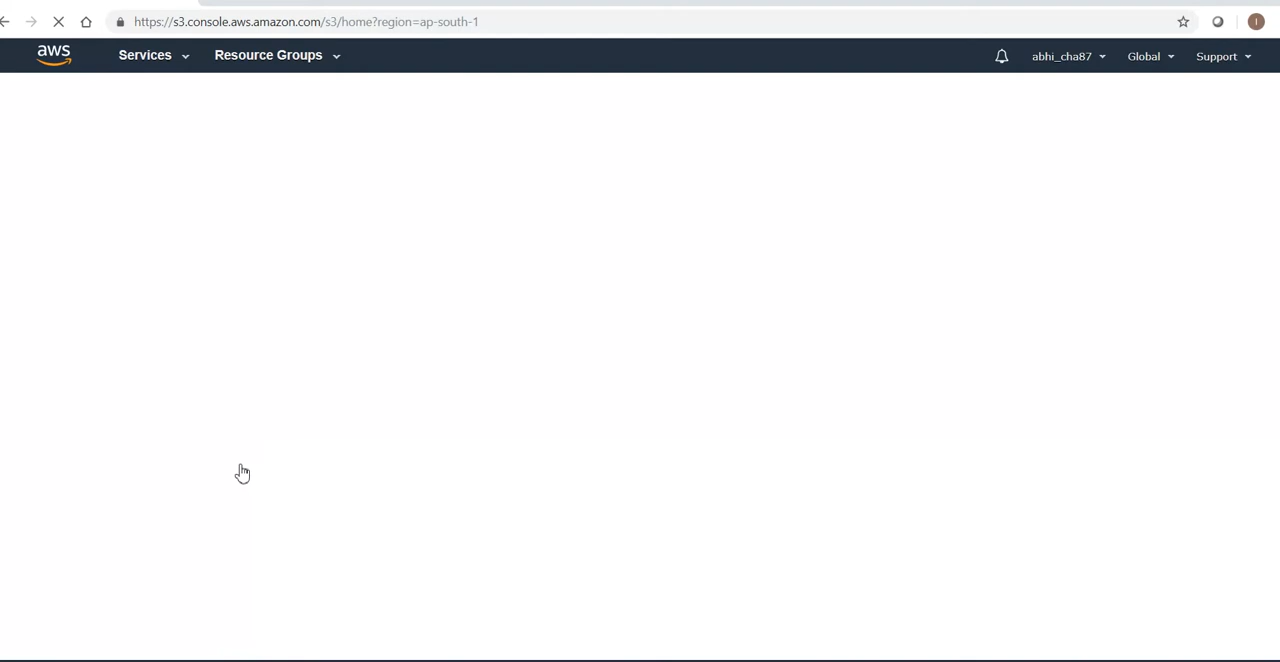 https://s3.console.aws.amazon.com/s3/home?region=ap-south-1
I
aws
Services
Resource Groups
abhi_cha87
Global
Support